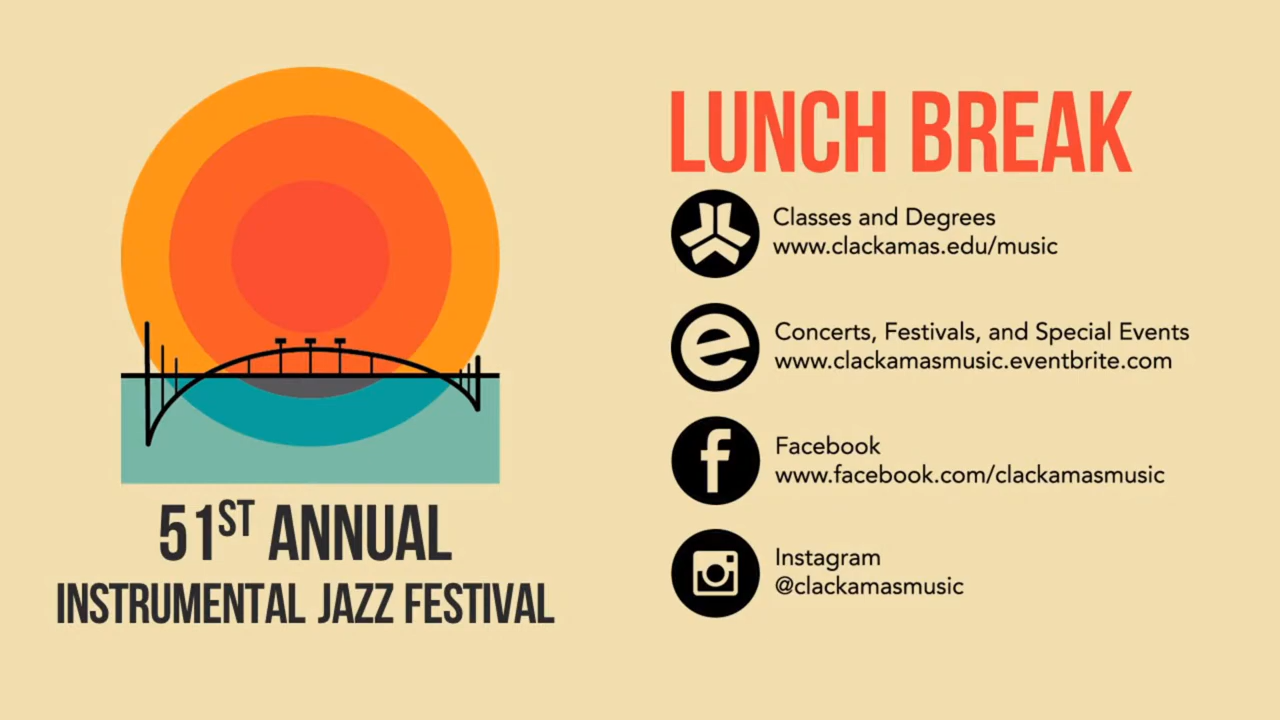 51ST ANNUAL
INSTRUMENTAL JAZZ FESTIVAL
LUNCH BREAK
Classes and Degrees
www.clackamas.edu/music
Concerts, Festivals, and Special Events
www.clackamasmusic.eventbrite.com
Facebook
www.facebook.com/clackamasmusic
Instagram
@clackamasmusic